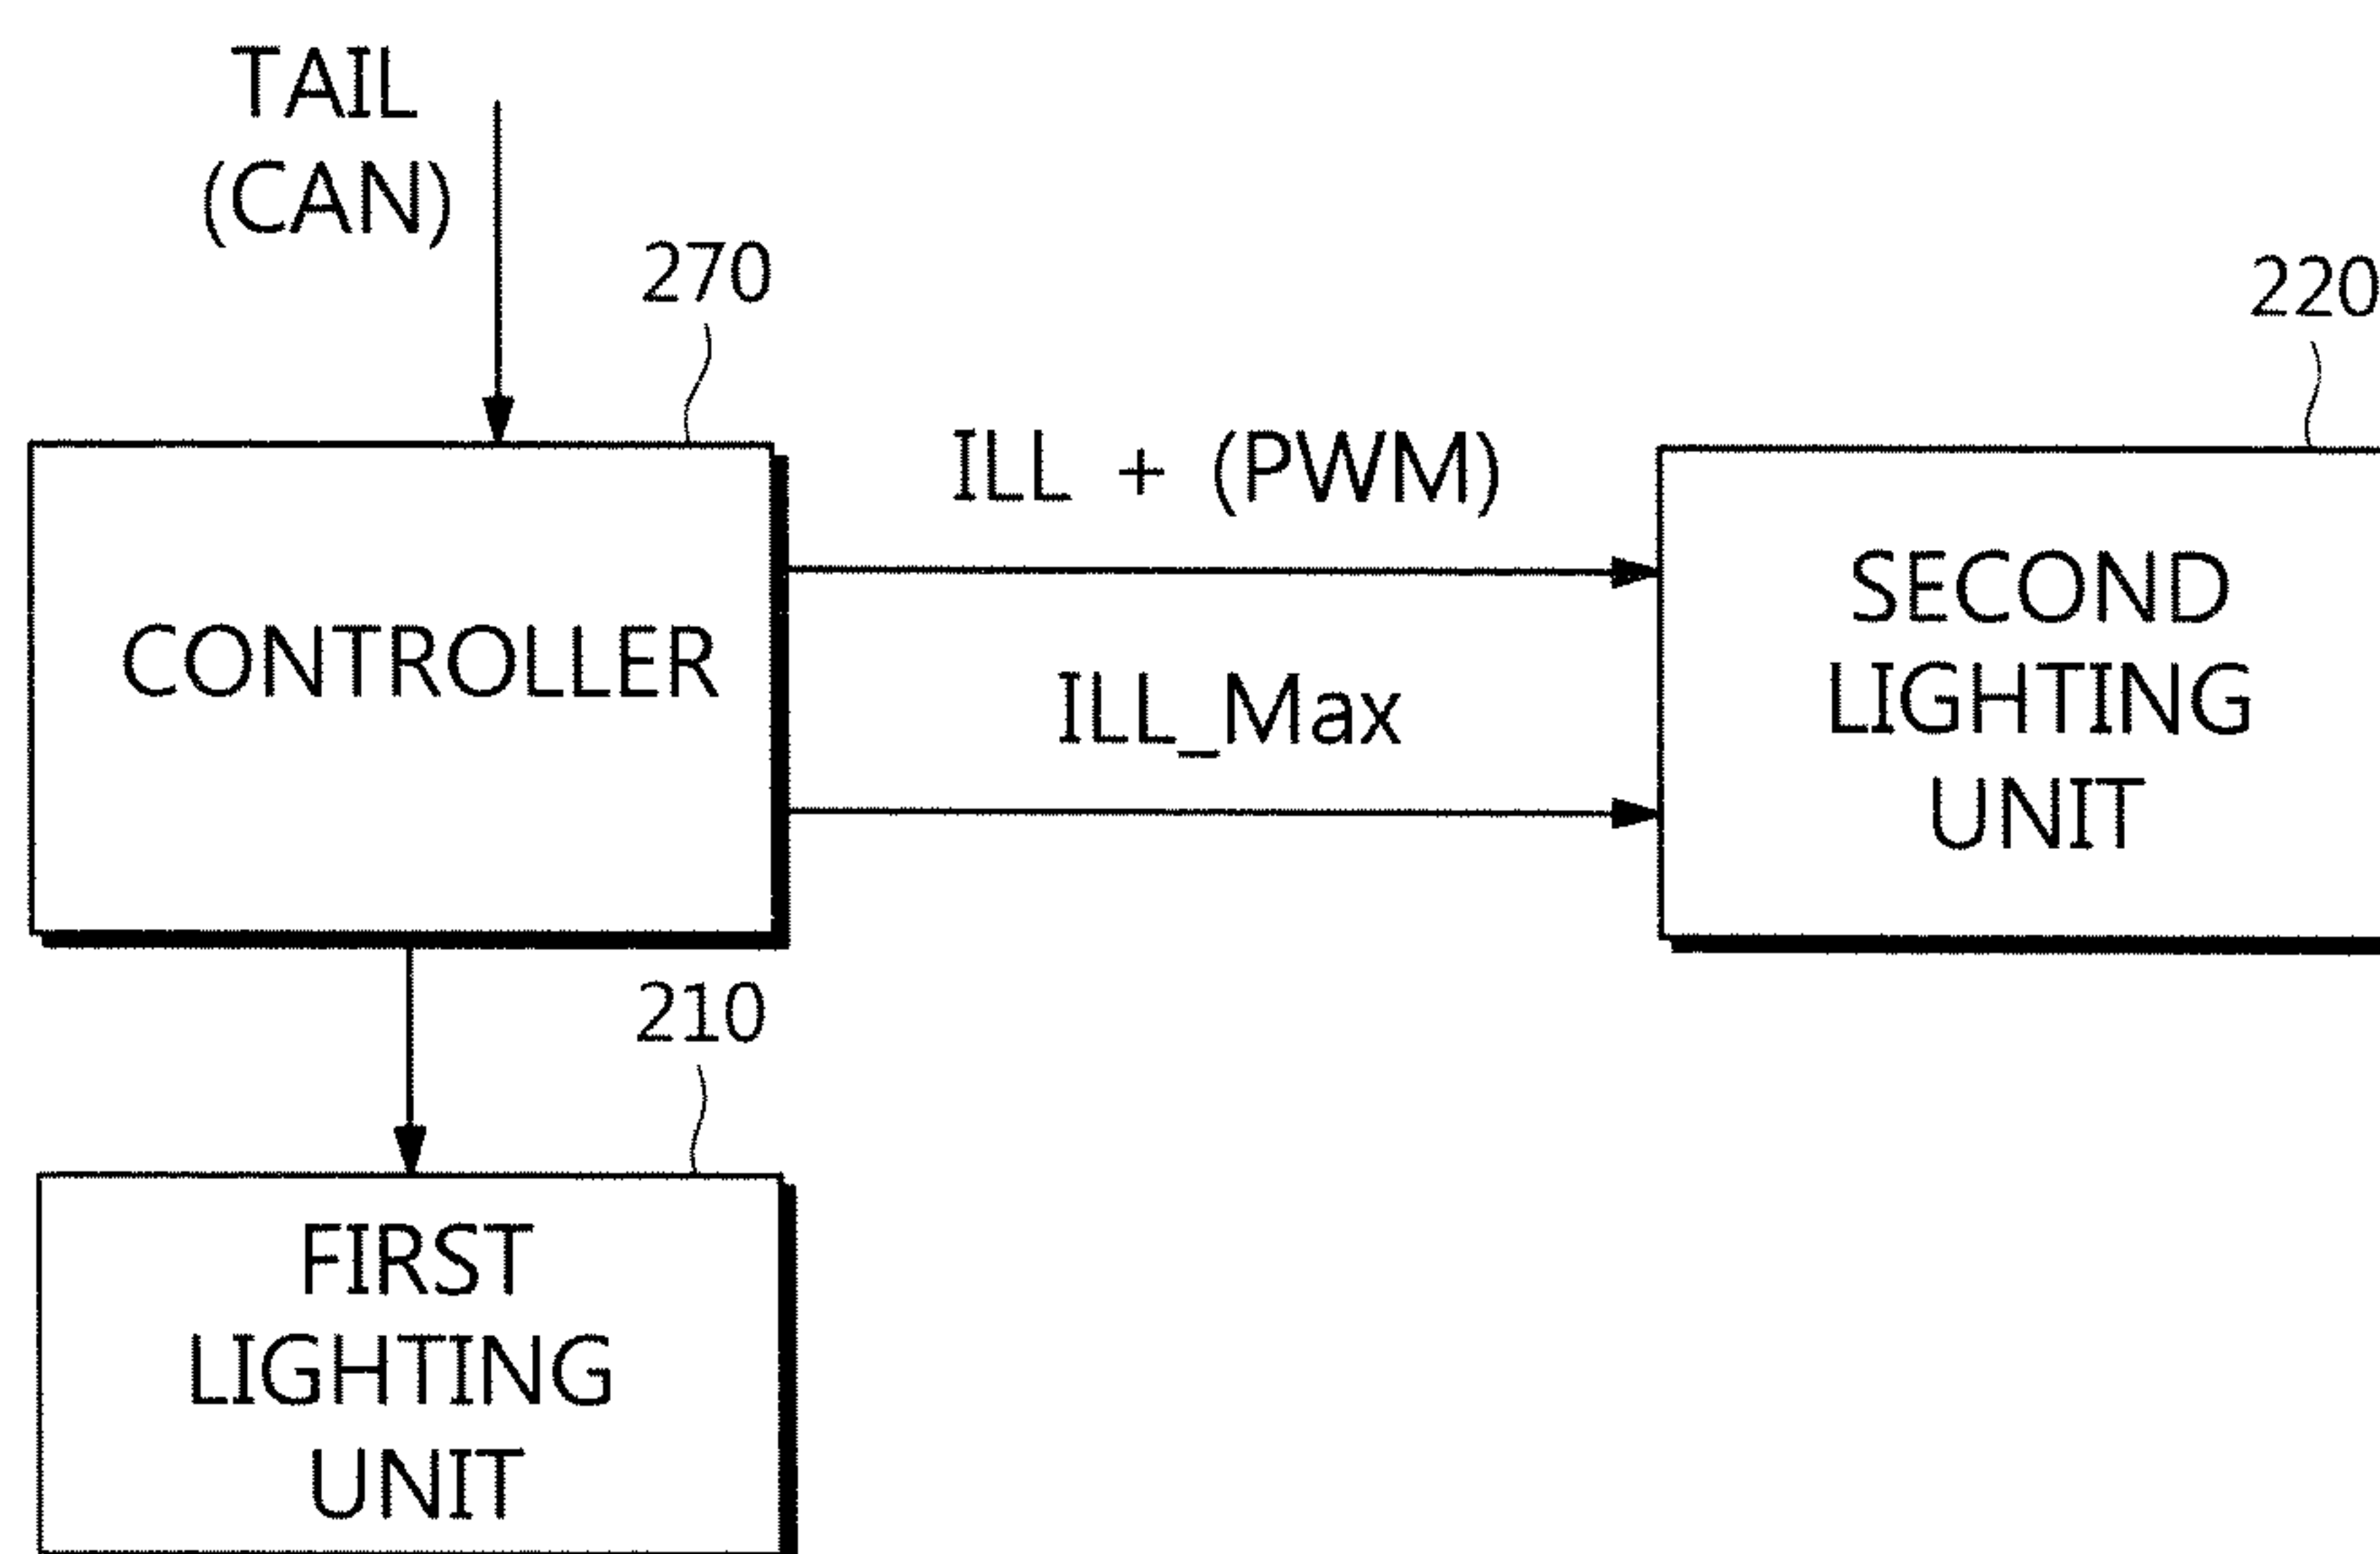 TAIL
(CAN)
270
220
ILL + (PWM)
CONTROLLER
ILL_Max
SECOND
LIGHTING
UNIT
210
FIRST
LIGHTING
UNIT